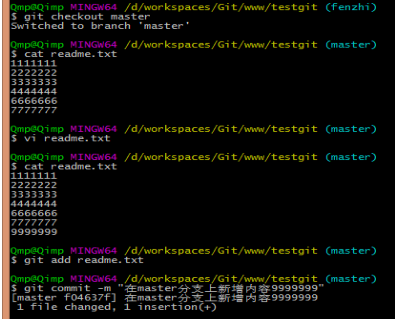 Qmp@Qimp MINGW64 /d/workspaces/Git/www/testgit (fenzhi)
$ git checkout master
Switched to branch 'master'
Qmp@Qimp MINGW64 /d/workspaces/Git/www/testgit (master)
$ cat readme.txt
1111111
2222222
3333333
4444444
6666666
7777777
Qmp@Qimp MINGW64 /d/workspaces/Git/www/testgit (master)
$ vi readme.txt
Qmp@Qimp MINGW64 /d/workspaces/Git/www/testgit (master)
$ cat readme.txt
1111111
2222222
3333333
4444444
6666666
7777777
9999999
Qmp@Qimp MINGW64 /d/workspaces/Git/www/testgit (master)
$ git add readme.txt
Qmp@Qimp MINGW64 /d/workspaces/Git/www/testgit (master)
$ git commit -m "在master分支上新增内容9999999"
[master f04637f] 在master分支上新增内容9999999
1 file changed, 1 insertion(+)